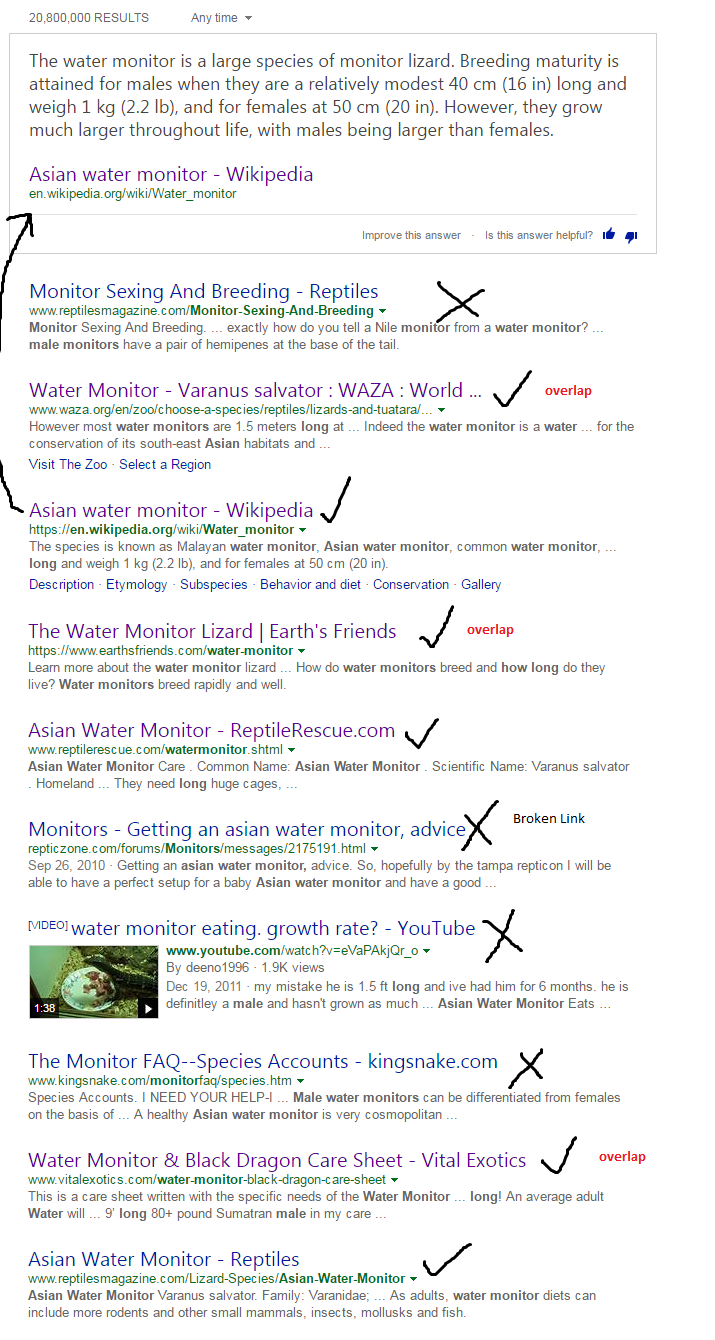 20,800,000 RESULTS Any time
The water monitor is a large species of monitor lizard. Breeding maturity is
attained for males when they are a relatively modest 40 cm (16 in) long and
weigh 1 kg (2.2 lb), and for females at 50 cm (20 in). However, they grow
much larger throughout life, with males being larger than females.
Asian water monitor - Wikipedia
en.wikipedia.org/wiki/Water_monitor
Improve this answer · Is this answer helpful?
Monitor Sexing And Breeding - Reptiles
www.reptilesmagazine.com/Monitor-Sexing-And-Breeding
Monitor Sexing And Breeding. ... exactly how do you tell a Nile monitor from a water monitor? ...
male monitors have a pair of hemipenes at the base of the tail.
Water Monitor - Varanus salvator : WAZA : World ... overlap
www.waza.org/en/zoo/choose-a-species/reptiles/lizards-and-tuatara/...
However most water monitors are 1.5 meters long at ... Indeed the water monitor is a water ... for the
conservation of its south-east Asian habitats and ...
Visit The Zoo · Select a Region
Asian water monitor - Wikipedia
https://en.wikipedia.org/wiki/Water_monitor
The species is known as Malayan water monitor, Asian water monitor, common water monitor, ...
long and weigh 1 kg (2.2 lb), and for females at 50 cm (20 in).
Description · Etymology · Subspecies · Behavior and diet · Conservation · Gallery
The Water Monitor Lizard | Earth's Friends overlap
https://www.earthsfriends.com/water-monitor
Learn more about the water monitor lizard ... How do water monitors breed and how long do they
live? Water monitors breed rapidly and well.
Asian Water Monitor - ReptileRescue.com
www.reptilerescue.com/watermonitor.shtml
Asian Water Monitor Care . Common Name: Asian Water Monitor . Scientific Name: Varanus salvator
. Homeland ... They need long huge cages, ...
Monitors - Getting an asian water monitor, advice Broken Link
repticzone.com/forums/Monitors/messages/2175191.html
Sep 26, 2010 · Getting an asian water monitor, advice. So, hopefully by the tampa repticon I will be
able to have a perfect setup for a baby Asian water monitor and have a good ...
[VIDEO] water monitor eating. growth rate? - YouTube
www.youtube.com/watch?v=eVaPAkjQr_o
By deeno1996 · 1.9K views
Dec 19, 2011 · my mistake he is 1.5 ft long and ive had him for 6 months. he is
definitley a male and hasn't grown as much ... Asian Water Monitor Eats ...
1:38
The Monitor FAQ--Species Accounts - kingsnake.com
www.kingsnake.com/monitorfaq/species.htm
Species Accounts. I NEED YOUR HELP-I ... Male water monitors can be differentiated from females
on the basis of ... A healthy Asian water monitor is very cosmopolitan ...
Water Monitor & Black Dragon Care Sheet - Vital Exotics overlap
www.vitalexotics.com/water-monitor-black-dragon-care-sheet
This is a care sheet written with the specific needs of the Water Monitor ... long! An average adult
Water will ... 9' long 80+ pound Sumatran male in my care ...
Asian Water Monitor - Reptiles
www.reptilesmagazine.com/Lizard-Species/Asian-Water-Monitor
Asian Water Monitor Varanus salvator. Family: Varanidae; ... As adults, water monitor diets can
include more rodents and other small mammals, insects, mollusks and fish.